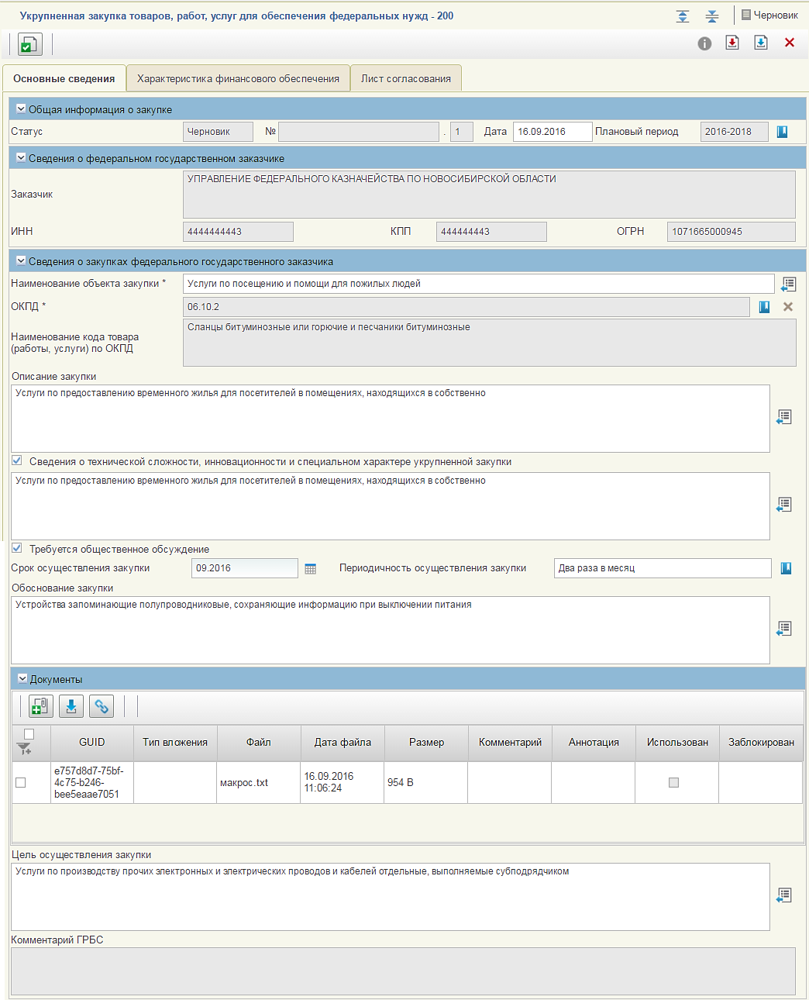 Укрупненная закупка товаров, работ, услуг для обеспечения федеральных нужд - 200
Черновик
Основные сведения
Характеристика финансового обеспечения
Лист согласования
Общая информация о закупке
Статус Черновик № . 1 Дата 16.09.2016 Плановый период 2016-2018
Сведения о федеральном государственном заказчике
Заказчик
УПРАВЛЕНИЕ ФЕДЕРАЛЬНОГО КАЗНАЧЕЙСТВА ПО НОВОСИБИРСКОЙ ОБЛАСТИ
ИНН 4444444443 КПП 444444443 ОГРН 1071665000945
Сведения о закупках федерального государственного заказчика
Наименование объекта закупки * Услуги по посещению и помощи для пожилых людей
ОКПД * 06.10.2
Наименование кода товара
(работы, услуги) по ОКПД
Сланцы битуминозные или горючие и песчаники битуминозные
Описание закупки
Услуги по предоставлению временного жилья для посетителей в помещениях, находящихся в собственно
Сведения о технической сложности, инновационности и специальном характере укрупненной закупки
Услуги по предоставлению временного жилья для посетителей в помещениях, находящихся в собственно
Требуется общественное обсуждение
Срок осуществления закупки 09.2016 Периодичность осуществления закупки Два раза в месяц
Обоснование закупки
Устройства запоминающие полупроводниковые, сохраняющие информацию при выключении питания
Документы
GUID Тип вложения Файл Дата файла Размер Комментарий Аннотация Использован Заблокирован
e757d8d7-75bf-
4c75-b246-
bee5eaae7051
макрос.txt
16.09.2016
11:06:24
954 B
Цель осуществления закупки
Услуги по производству прочих электронных и электрических проводов и кабелей отдельные, выполняемые субподрядчиком
Комментарий ГРБС